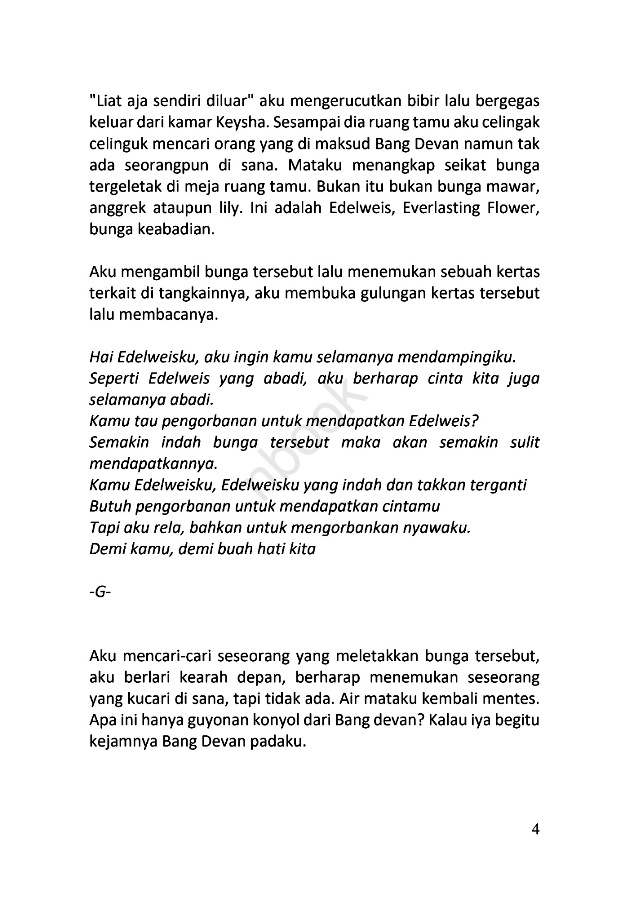 "Liat aja sendiri diluar" aku mengerucutkan bibir lalu bergegas
keluar dari kamar Keysha. Sesampai dia ruang tamu aku celingak
celinguk mencari orang yang di maksud Bang Devan namun tak
ada seorangpun di sana. Mataku menangkap seikat bunga
tergeletak di meja ruang tamu. Bukan itu bukan bunga mawar,
anggrek ataupun lily. Ini adalah Edelweis, Everlasting Flower,
bunga keabadian.
Aku mengambil bunga tersebut lalu menemukan sebuah kertas
terkait di tangkainnya, aku membuka gulungan kertas tersebut
lalu membacanya.
Hai Edelweisku, aku ingin kamu selamanya mendampingiku.
Seperti Edelweis yang abadi, aku berharap cinta kita juga
selamanya abadi.
Kamu tau pengorbanan untuk mendapatkan Edelweis?
Semakin indah bunga tersebut maka akan semakin sulit
mendapatkannya.
Kamu Edelweisku, Edelweisku yang indah dan takkan terganti
Butuh pengorbanan untuk mendapatkan cintamu
Tapi aku rela, bahkan untuk mengorbankan nyawaku.
Demi kamu, demi buah hati kita
-G-
Aku mencari-cari seseorang yang meletakkan bunga tersebut,
aku berlari kearah depan, berharap menemukan seseorang
yang kucari di sana, tapi tidak ada. Air mataku kembali mentes.
Apa ini hanya guyonan konyol dari Bang devan? Kalau iya begitu
kejamnya Bang Devan padaku.
4